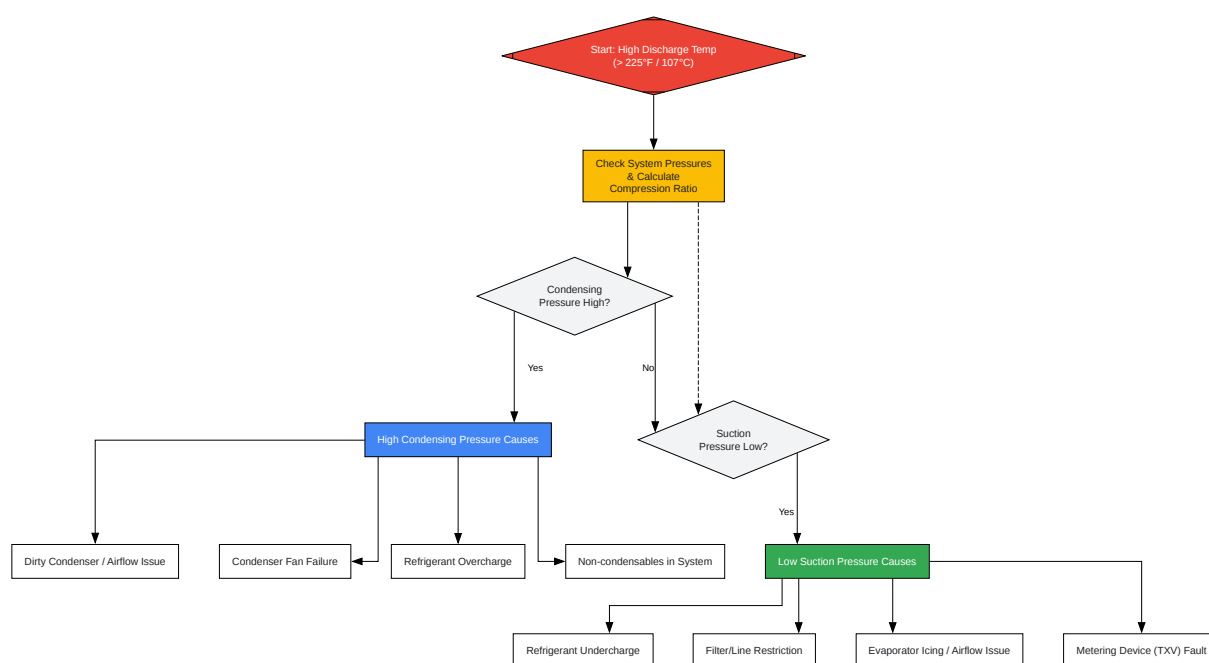 Start: High Discharge Temp
(> 225°F / 107°C)
Check System Pressures
& Calculate
Compression Ratio
Condensing
Pressure High?
Yes
No
Suction
Pressure Low?
High Condensing Pressure Causes
Yes
Dirty Condenser / Airflow Issue
Condenser Fan Failure
Refrigerant Overcharge
Non-condensables in System
Low Suction Pressure Causes
Refrigerant Undercharge
Filter/Line Restriction
Evaporator Icing / Airflow Issue
Metering Device (TXV) Fault